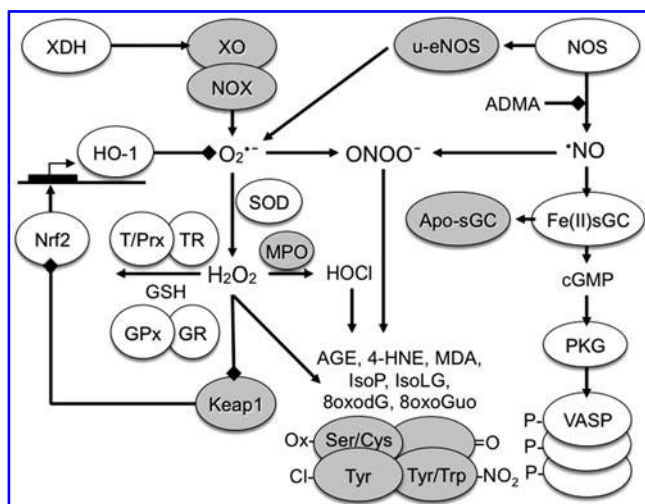 XDH
XO
u-eNOS
NOS
NOX
ADMA
HO-1
O₂•−
ONOO−
•NO
SOD
Nrf2
T/Prx
TR
MPO
Apo-sGC
Fe(II)sGC
H₂O₂
HOCl
GSH
cGMP
GPx
GR
PKG
AGE, 4-HNE, MDA,
IsoP, IsoLG,
8oxodG, 8oxoGuo
Keap1
Ox-
Ser/Cys
=O
P-
VASP
P-
Cl-
Tyr
Tyr/Trp
-NO₂
P-